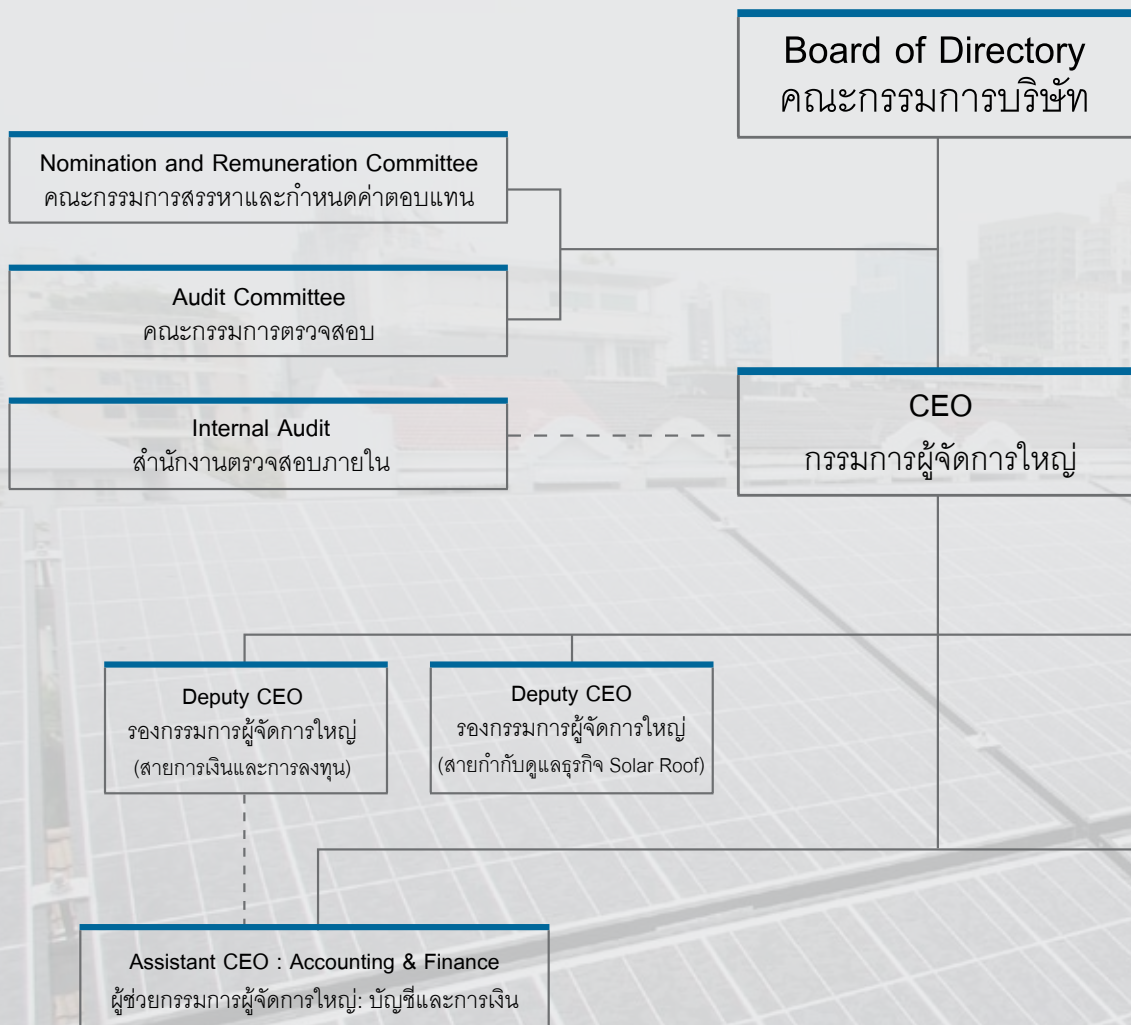 Board of Directory
คณะกรรมการบริษัท
Nomination and Remuneration Committee
คณะกรรมการสรรหาและกำหนดค่าตอบแทน
Audit Committee
คณะกรรมการตรวจสอบ
CEO
กรรมการผู้จัดการใหญ่
Internal Audit
สำนักงานตรวจสอบภายใน
Deputy CEO
รองกรรมการผู้จัดการใหญ่
(สายการเงินและการลงทุน)
Deputy CEO
รองกรรมการผู้จัดการใหญ่
(สายกำกับดูแลธุรกิจ Solar Roof)
Assistant CEO : Accounting & Finance
ผู้ช่วยกรรมการผู้จัดการใหญ่: บัญชีและการเงิน